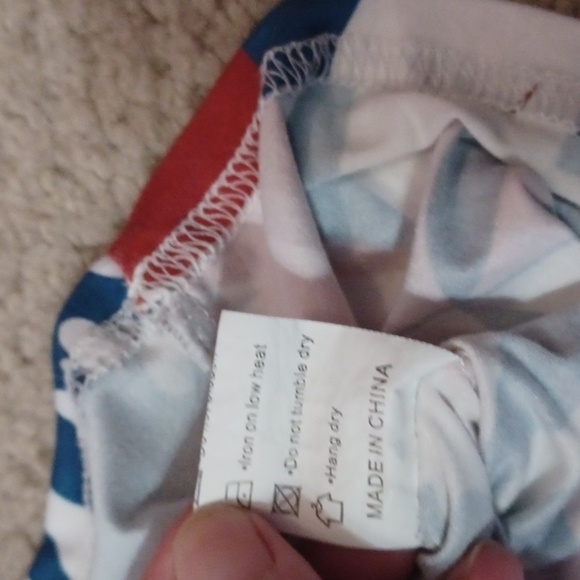 •Iron on low heat
•Do not tumble dry
•Hang dry
MADE IN CHINA